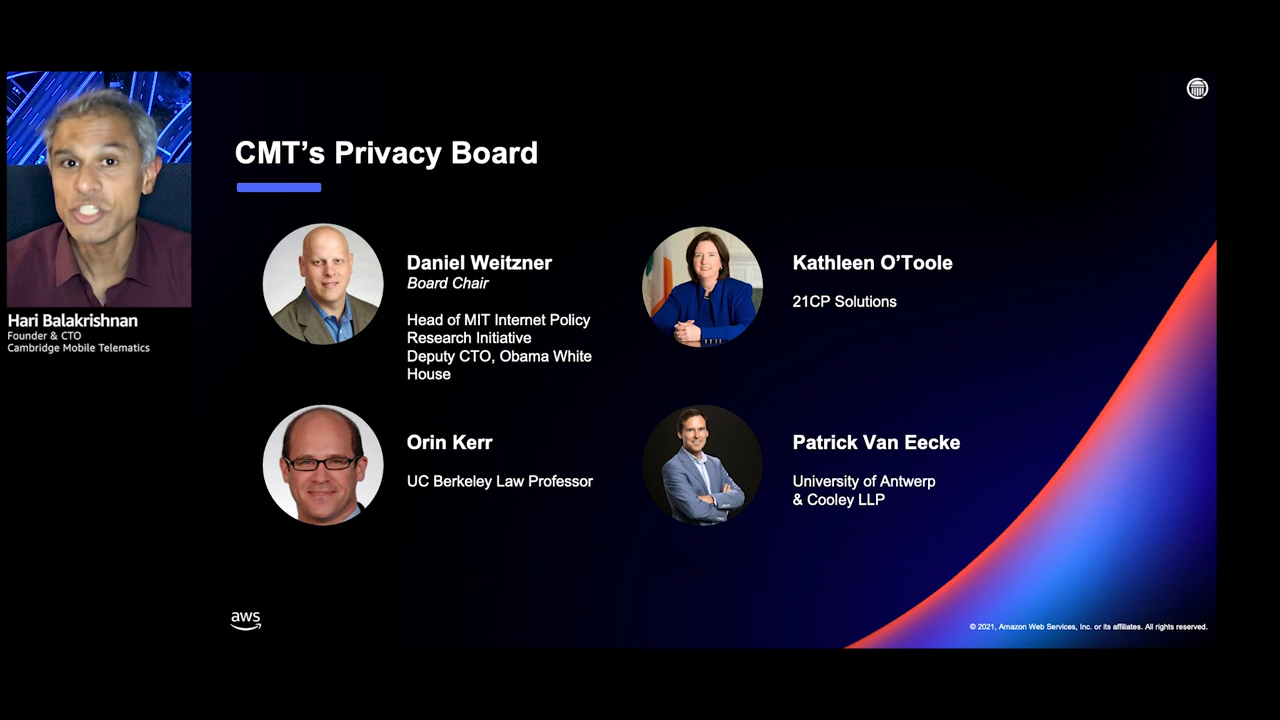 CMT’s Privacy Board
Hari Balakrishnan
Founder & CTO
Cambridge Mobile Telematics
Daniel Weitzner
Board Chair
Head of MIT Internet Policy
Research Initiative
Deputy CTO, Obama White
House
Kathleen O’Toole
21CP Solutions
Orin Kerr
UC Berkeley Law Professor
Patrick Van Eecke
University of Antwerp
& Cooley LLP
aws
© 2021, Amazon Web Services, Inc. or its affiliates. All rights reserved.